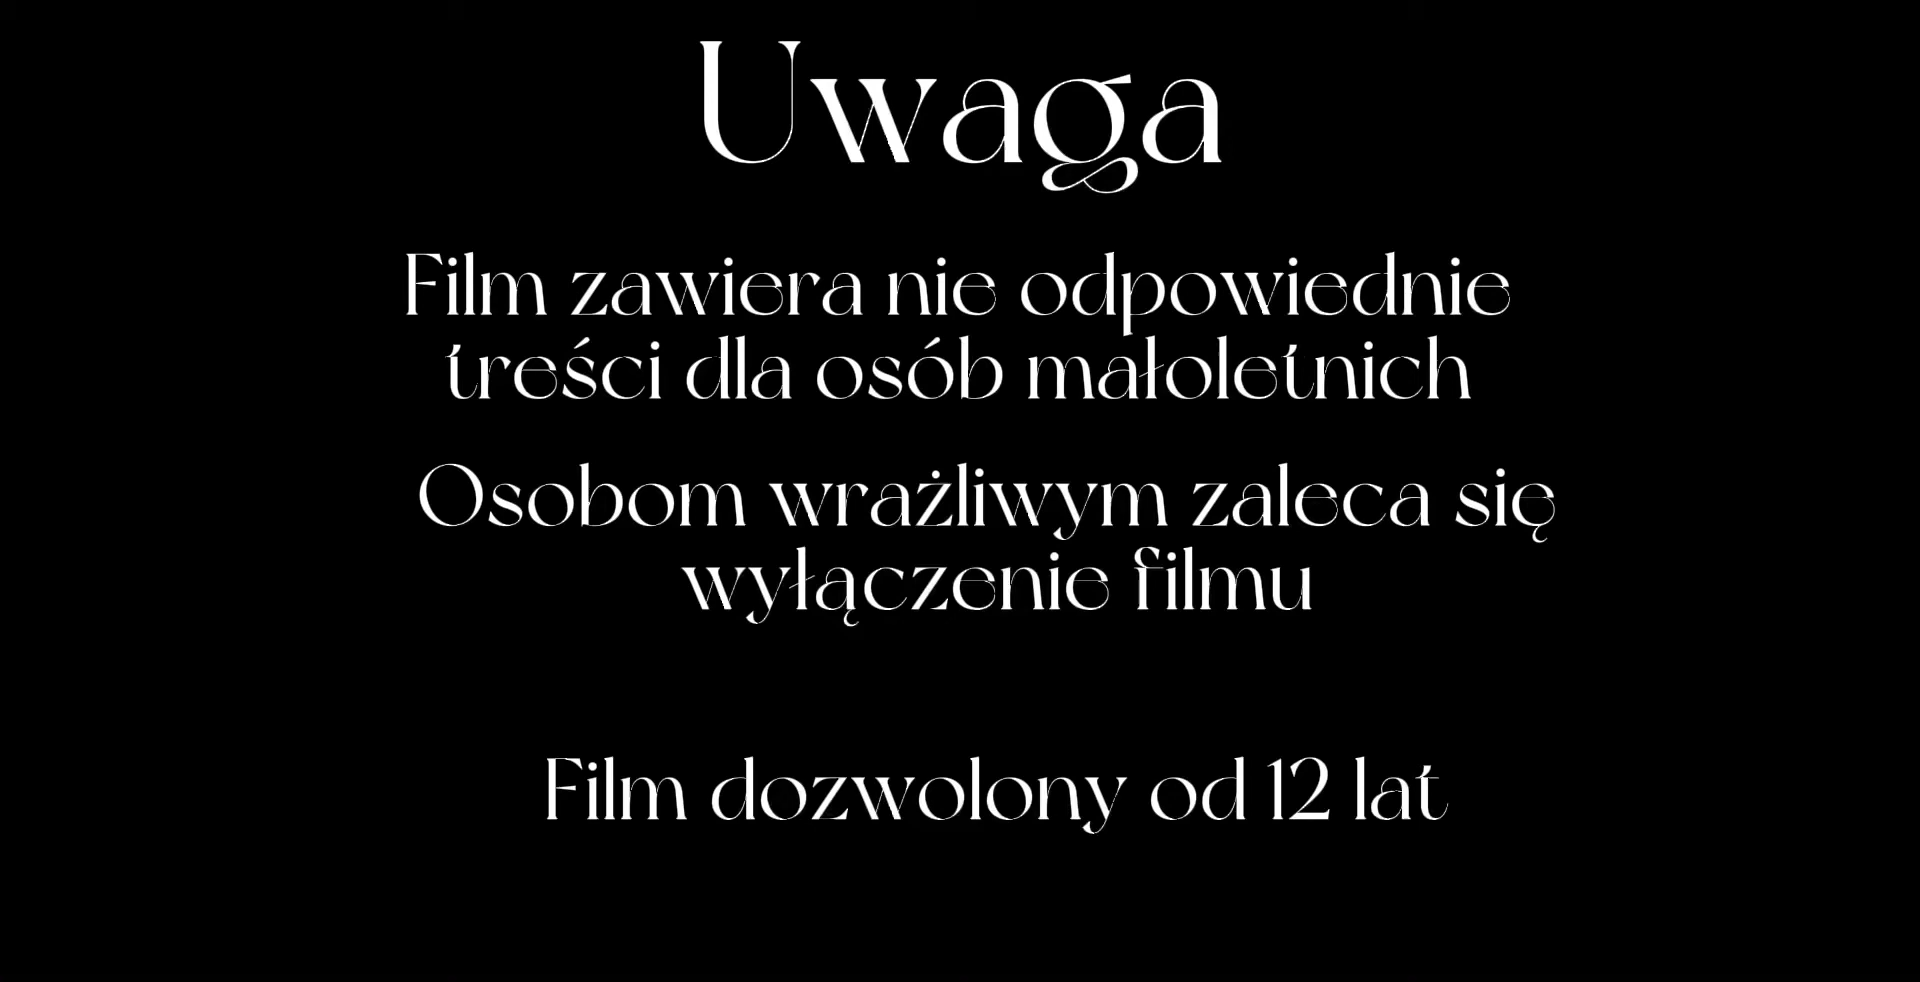 Uwaga
Film zawiera nie odpowiednie
treści dla osób małoletnich
Osobom wrażliwym zaleca się
wyłączenie filmu
Film dozwolony od 12 lat